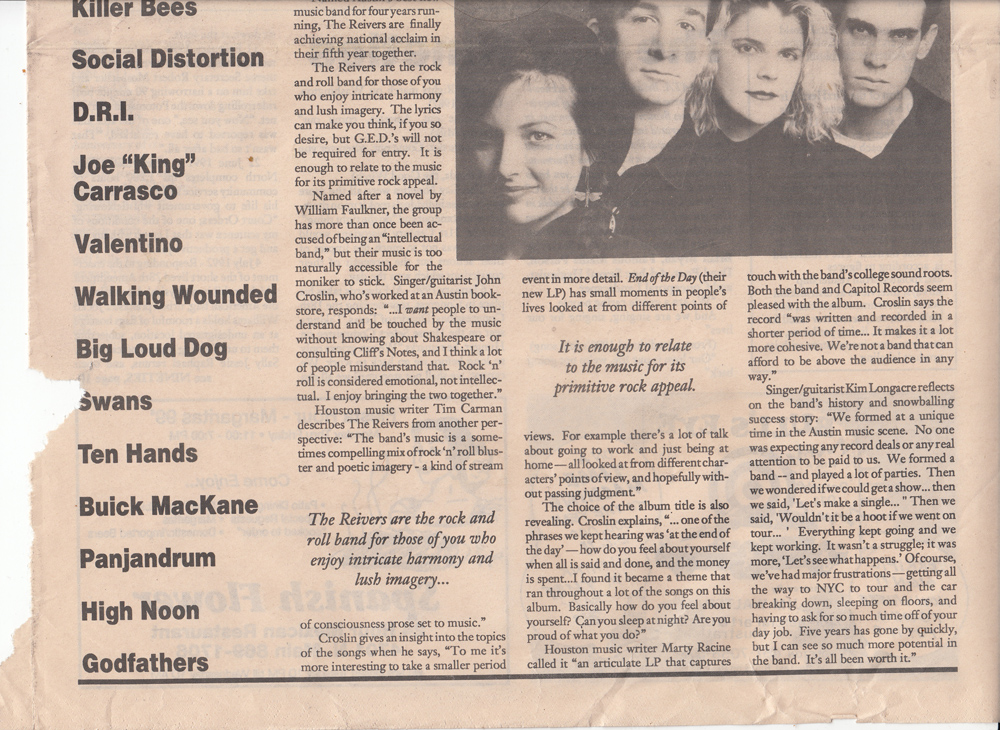 Killer Bees
Social Distortion
D.R.I.
Joe “King”
Carrasco
Valentino
Walking Wounded
Big Loud Dog
Swans
Ten Hands
Buick MacKane
Panjandrum
High Noon
Godfathers
music band for four years run-
ning, The Reivers are finally
achieving national acclaim in
their fifth year together.
The Reivers are the rock
and roll band for those of you
who enjoy intricate harmony
and lush imagery. The lyrics
can make you think, if you so
desire, but G.E.D.'s will not
be required for entry. It is
enough to relate to the music
for its primitive rock appeal.
Named after a novel by
William Faulkner, the group
has more than once been ac-
cused of being an “intellectual
band,” but their music is too
naturally accessible for the
moniker to stick. Singer/guitarist John
Croslin, who's worked at an Austin book-
store, responds: “...I want people to un-
derstand and be touched by the music
without knowing about Shakespeare or
consulting Cliff's Notes, and I think a lot
of people misunderstand that. Rock 'n'
roll is considered emotional, not intellec-
tual. I enjoy bringing the two together.”
Houston music writer Tim Carman
describes The Reivers from another per-
spective: “The band's music is a some-
times compelling mix of rock 'n' roll blus-
ter and poetic imagery - a kind of stream
The Reivers are the rock and
roll band for those of you who
enjoy intricate harmony and
lush imagery...
of consciousness prose set to music.”
Croslin gives an insight into the topics
of the songs when he says, “To me it's
more interesting to take a smaller period
event in more detail. End of the Day (their
new LP) has small moments in people's
lives looked at from different points of
It is enough to relate
to the music for its
primitive rock appeal.
views. For example there's a lot of talk
about going to work and just being at
home — all looked at from different char-
acters' points of view, and hopefully with-
out passing judgment.”
The choice of the album title is also
revealing. Croslin explains, “... one of the
phrases we kept hearing was 'at the end of
the day' — how do you feel about yourself
when all is said and done, and the money
is spent...I found it became a theme that
ran throughout a lot of the songs on this
album. Basically how do you feel about
yourself? Can you sleep at night? Are you
proud of what you do?”
Houston music writer Marty Racine
called it “an articulate LP that captures
touch with the band's college sound roots.
Both the band and Capitol Records seem
pleased with the album. Croslin says the
record “was written and recorded in a
shorter period of time... It makes it a lot
more cohesive. We're not a band that can
afford to be above the audience in any
way.”
Singer/guitarist Kim Longacre reflects
on the band's history and snowballing
success story: “We formed at a unique
time in the Austin music scene. No one
was expecting any record deals or any real
attention to be paid to us. We formed a
band -- and played a lot of parties. Then
we wondered if we could get a show... then
we said, 'Let's make a single... ” Then we
said, 'Wouldn't it be a hoot if we went on
tour... ' Everything kept going and we
kept working. It wasn't a struggle; it was
more, 'Let's see what happens.' Of course,
we've had major frustrations — getting all
the way to NYC to tour and the car
breaking down, sleeping on floors, and
having to ask for so much time off of your
day job. Five years has gone by quickly,
but I can see so much more potential in
the band. It's all been worth it.”